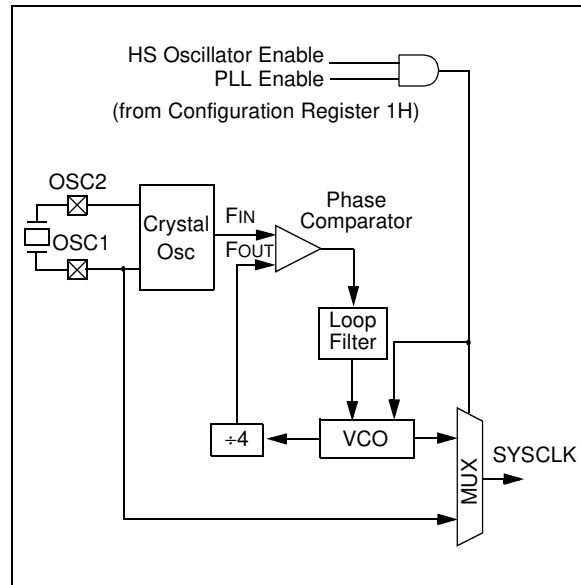 HS Oscillator Enable
PLL Enable
(from Configuration Register 1H)
OSC2
OSC1
Crystal
Osc
FIN
FOUT
Phase
Comparator
Loop
Filter
÷4
VCO
MUX
SYSCLK